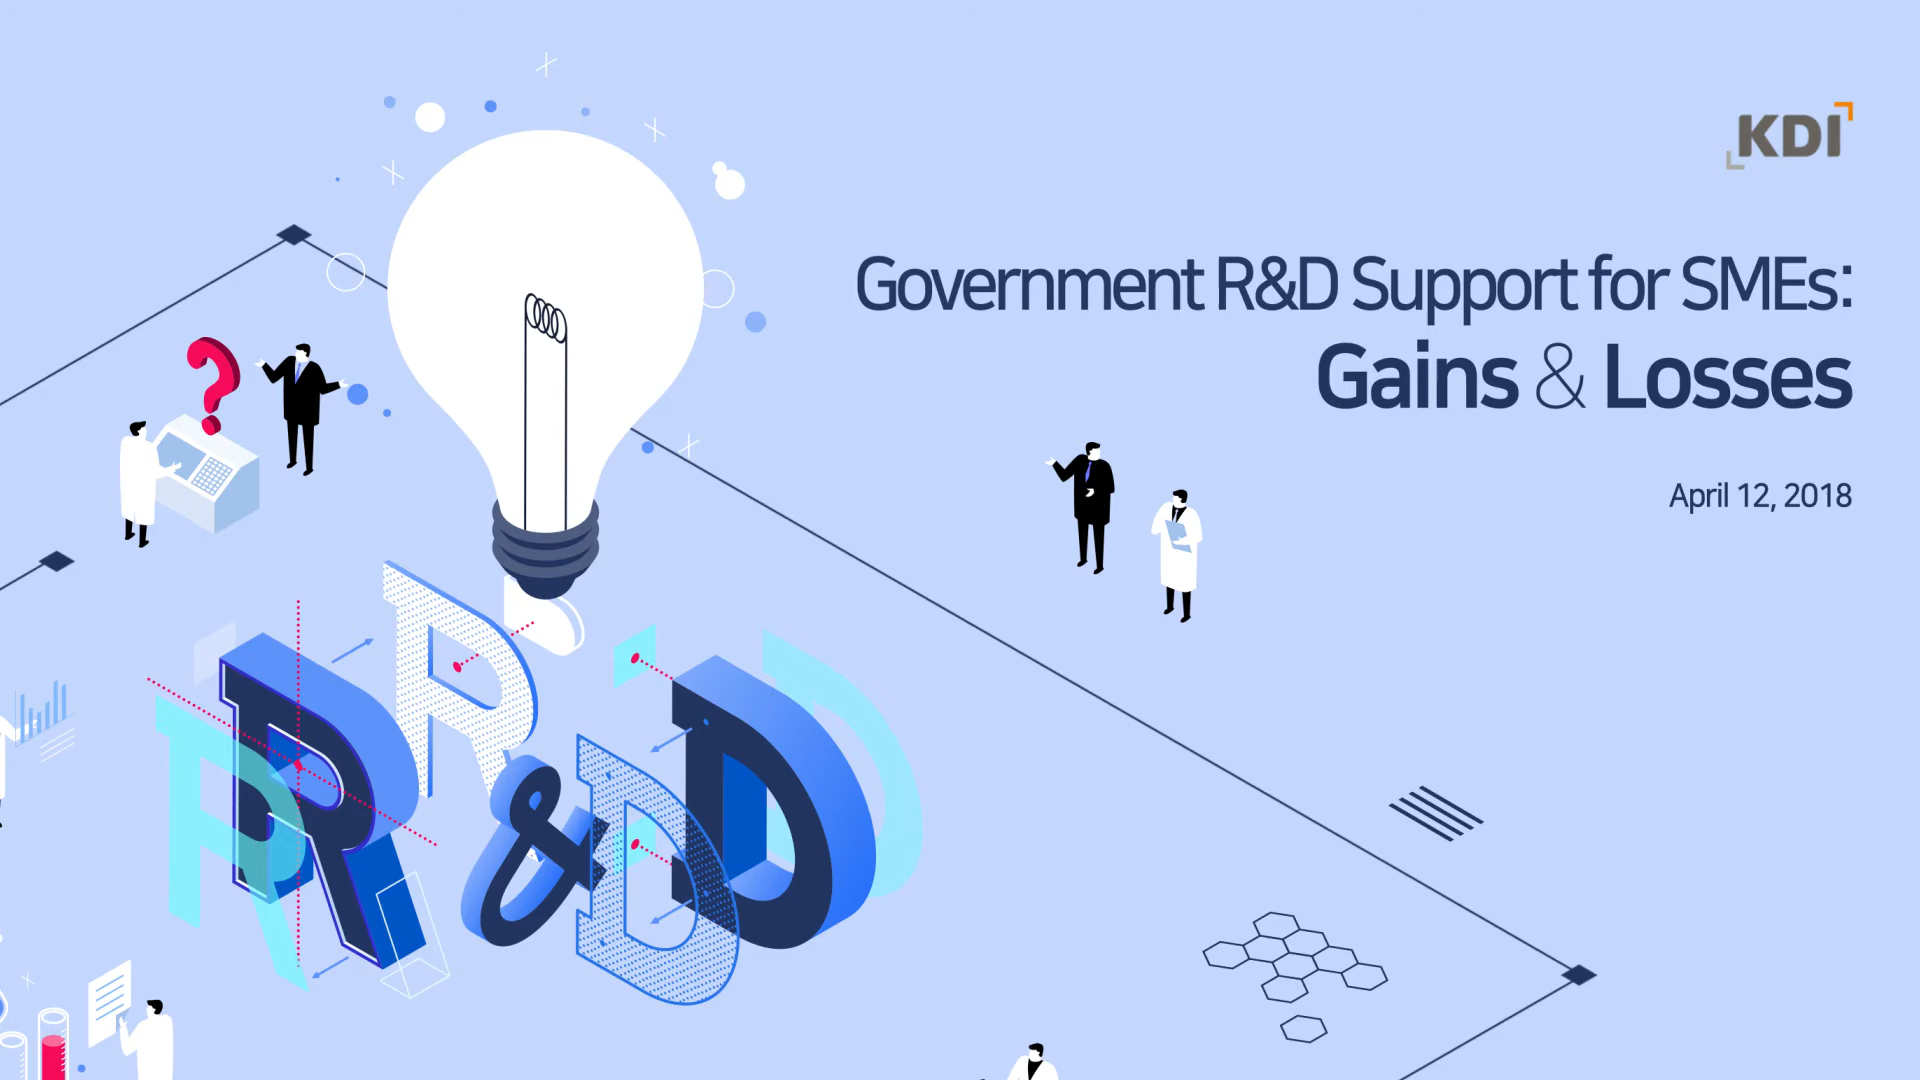 KDI
Government R&D Support for SMEs:
Gains & Losses
April 12, 2018
R&D